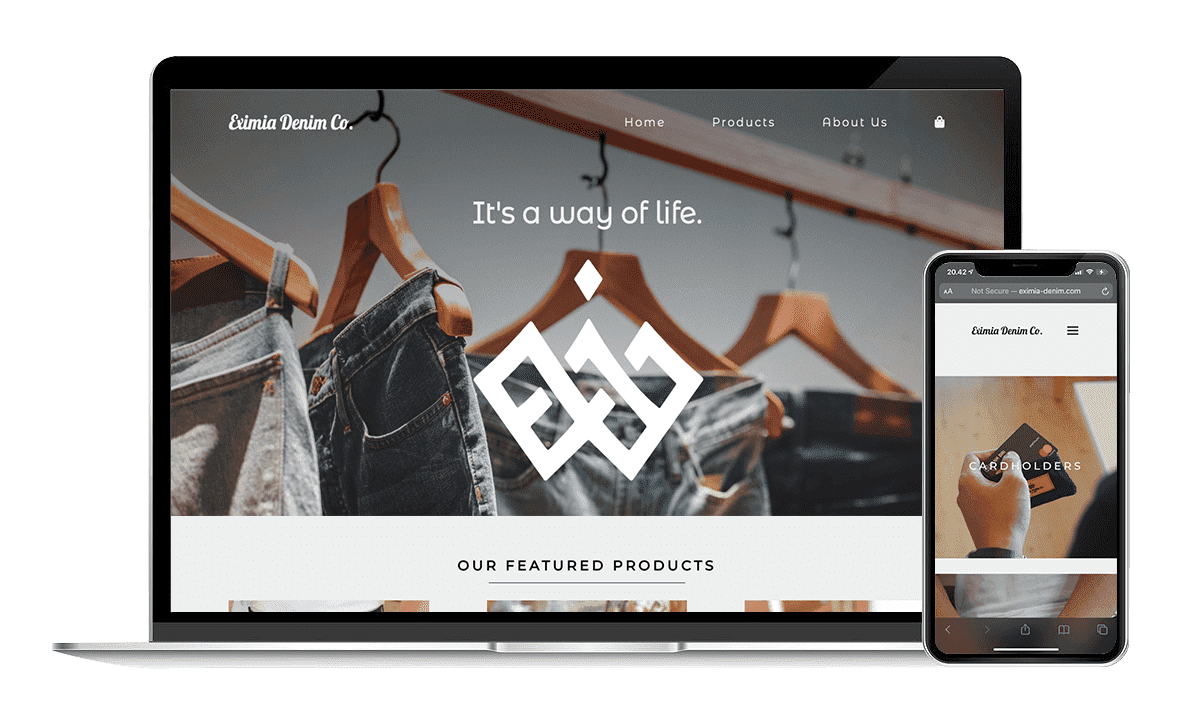 Eximia Denim Co.
Home Products About Us
It's a way of life.
OUR FEATURED PRODUCTS
20.42
AA Not Secure — eximia-denim.com
Eximia Denim Co.
CARDHOLDERS